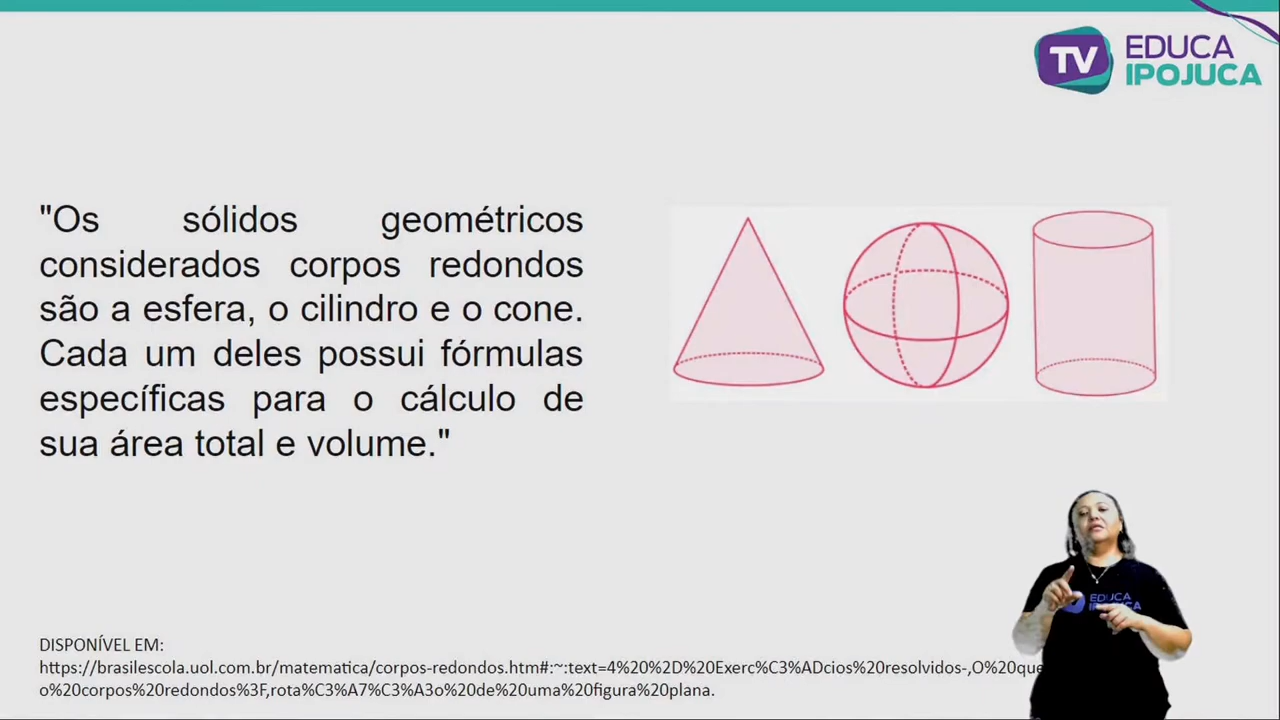 TV EDUCA
IPOJUCA
"Os sólidos geométricos
considerados corpos redondos
são a esfera, o cilindro e o cone.
Cada um deles possui fórmulas
específicas para o cálculo de
sua área total e volume."
EDUCA
IPOJUCA
DISPONÍVEL EM:
https://brasilescola.uol.com.br/matematica/corpos-redondos.htm#:~:text=4%20%2D%20Exerc%C3%ADcios%20resolvidos-,O%20que
o%20corpos%20redondos%3F,rota%C3%A7%C3%A3o%20de%20uma%20figura%20plana.